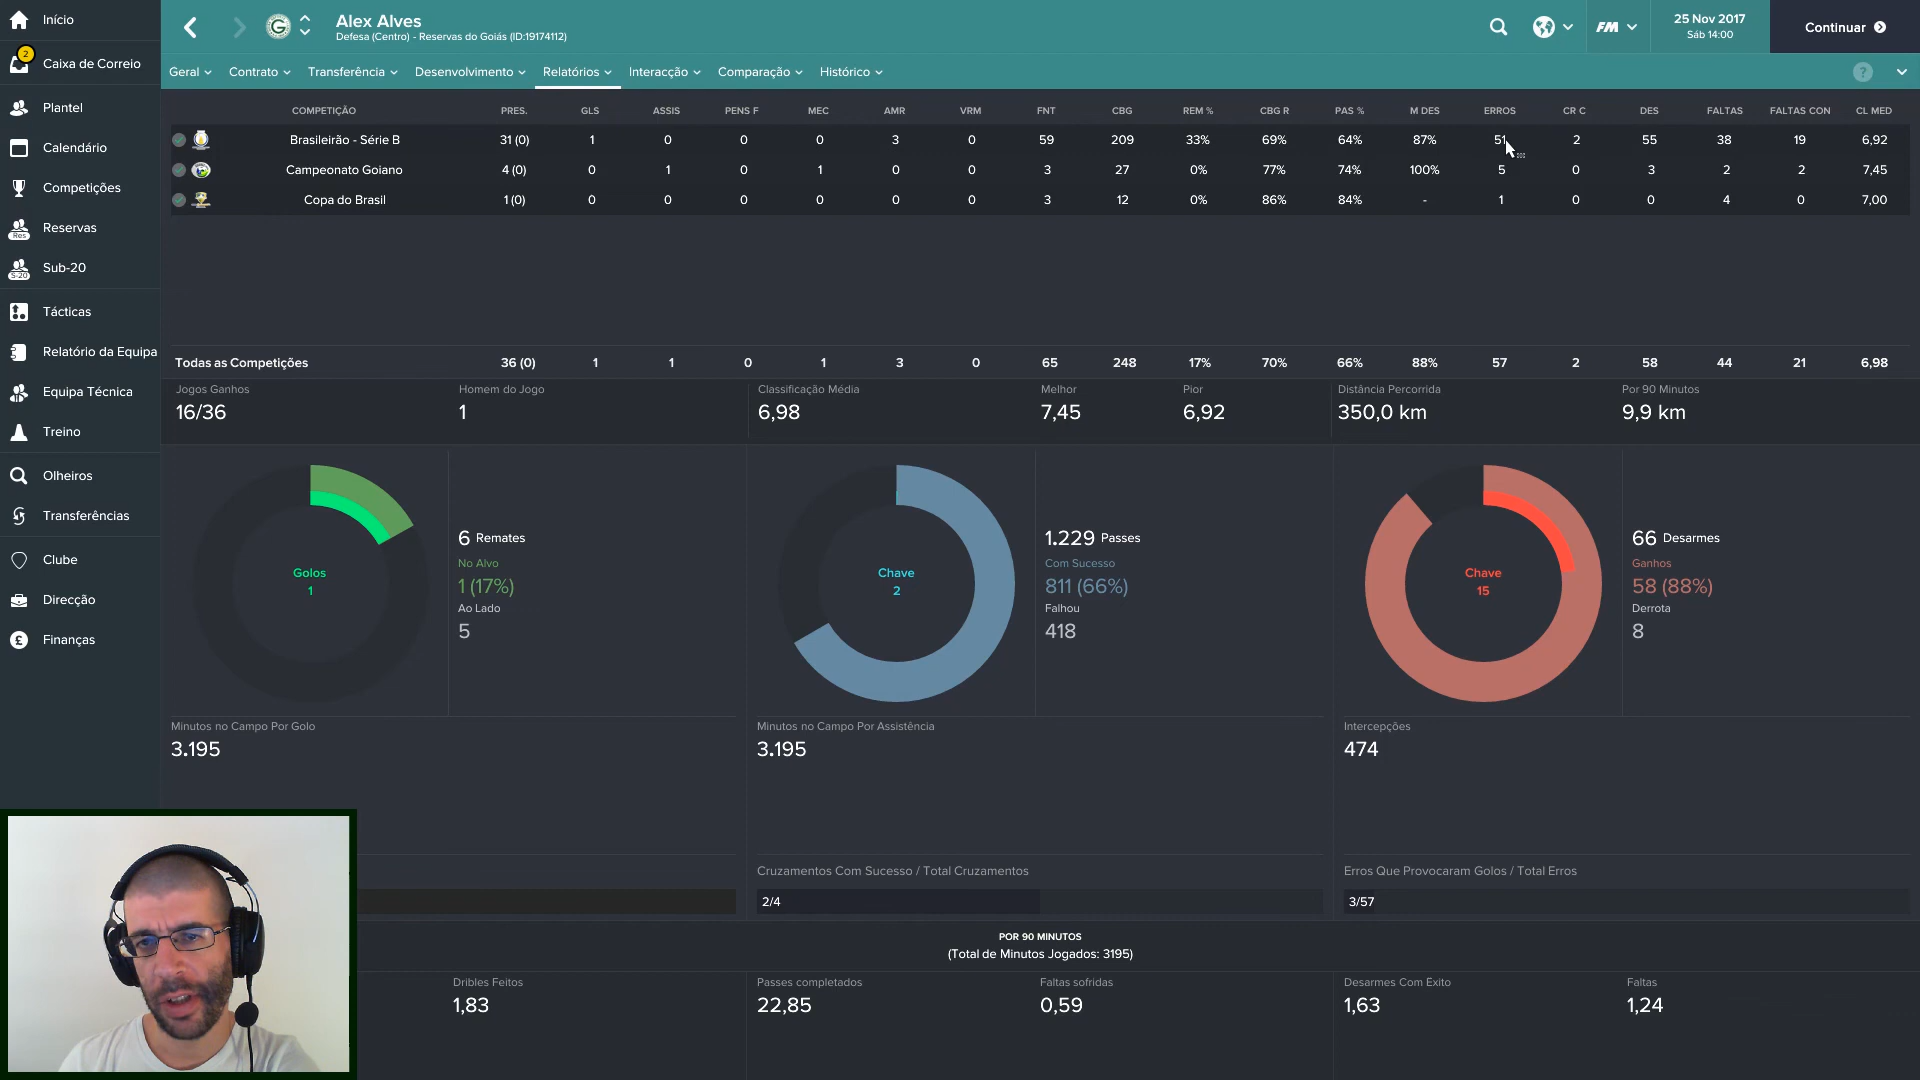 Início
Caixa de Correio
2
Plantel
Calendário
Competições
Reservas
Res
Sub-20
S-20
Tácticas
Relatório da Equipa
Equipa Técnica
Treino
Olheiros
Transferências
Clube
Direcção
£
Finanças
G
Alex Alves
Defesa (Centro) - Reservas do Goiás (ID:19174112)
FM
25 Nov 2017
Sáb 14:00
Continuar
Geral Contrato Transferência Desenvolvimento Relatórios Interacção Comparação Histórico
?
COMPETIÇÃO PRES. GLS ASSIS PENS F MEC AMR VRM FNT CBG REM % CBG R PAS % M DES ERROS CR C DES FALTAS FALTAS CON CL MED
Brasileirão - Série B 31 (0) 1 0 0 0 3 0 59 209 33% 69% 64% 87% 51 2 55 38 19 6,92
Campeonato Goiano 4 (0) 0 1 0 1 0 0 3 27 0% 77% 74% 100% 5 0 3 2 2 7,45
Copa do Brasil 1 (0) 0 0 0 0 0 0 3 12 0% 86% 84% - 1 0 0 4 0 7,00
Todas as Competições 36 (0) 1 1 0 1 3 0 65 248 17% 70% 66% 88% 57 2 58 44 21 6,98
Jogos Ganhos
16/36
Homem do Jogo
1
Classificação Média
6,98
Melhor
7,45
Pior
6,92
Distância Percorrida
350,0 km
Por 90 Minutos
9,9 km
Golos
1
6 Remates
No Alvo
1 (17%)
Ao Lado
5
Chave
2
1.229 Passes
Com Sucesso
811 (66%)
Falhou
418
Chave
15
66 Desarmes
Ganhos
58 (88%)
Derrota
8
Minutos no Campo Por Golo
3.195
Minutos no Campo Por Assistência
3.195
Intercepções
474
Cruzamentos Com Sucesso / Total Cruzamentos
2/4
Erros Que Provocaram Golos / Total Erros
3/57
POR 90 MINUTOS
(Total de Minutos Jogados: 3195)
Dribles Feitos
1,83
Passes completados
22,85
Faltas sofridas
0,59
Desarmes Com Exito
1,63
Faltas
1,24